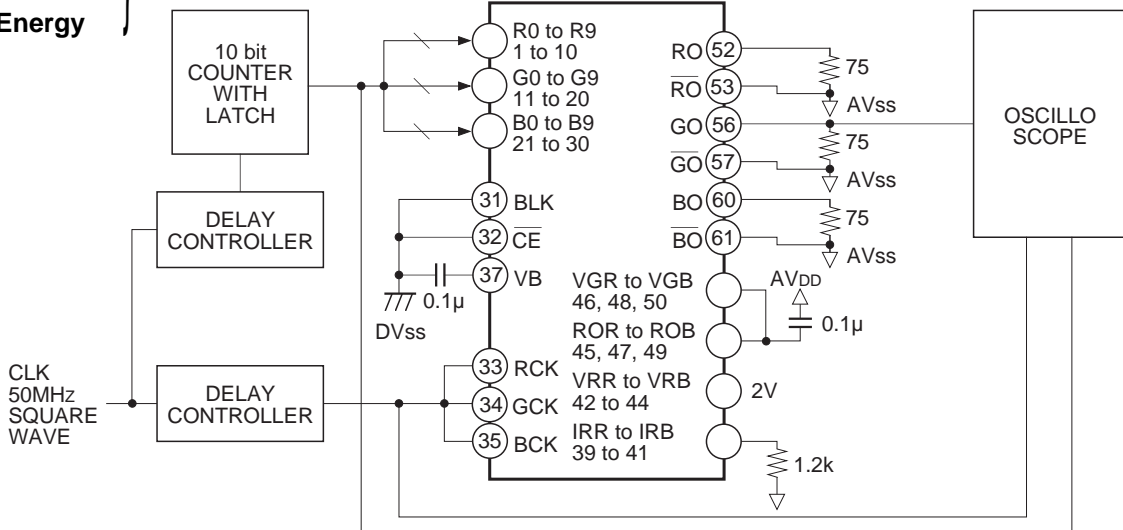 Energy
10 bit
COUNTER
WITH
LATCH
DELAY
CONTROLLER
CLK
50MHz
SQUARE
WAVE
DELAY
CONTROLLER
R0 to R9
1 to 10
G0 to G9
11 to 20
B0 to B9
21 to 30
31 BLK
32 C̅E̅
37 VB
0.1µ
DVss
33 RCK
34 GCK
35 BCK
RO 52
75
R̅O̅ 53
AVss
GO 56
75
G̅O̅ 57
AVss
BO 60
75
B̅O̅ 61
AVss
VGR to VGB
46, 48, 50
AVDD
0.1µ
ROR to ROB
45, 47, 49
VRR to VRB
42 to 44
2V
IRR to IRB
39 to 41
1.2k
OSCILLO
SCOPE